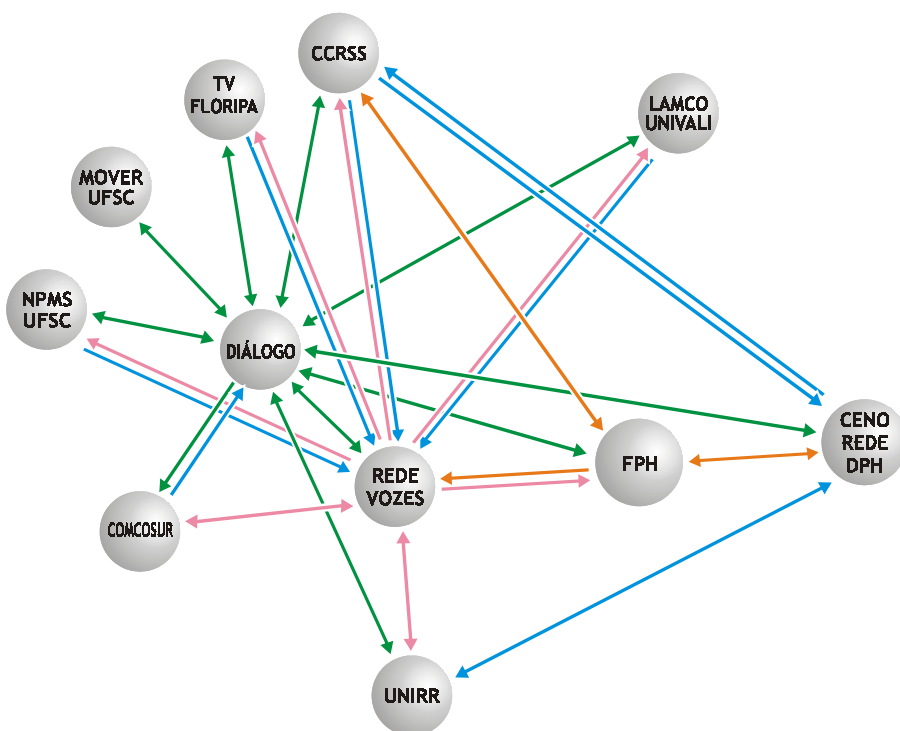 CCRSS
TV
FLORIPA
LAMCO
UNIVALI
MOVER
UFSC
NPMS
UFSC
DIÁLOGO
CENO
REDE
DPH
FPH
REDE
VOZES
COMCOSUR
UNIRR